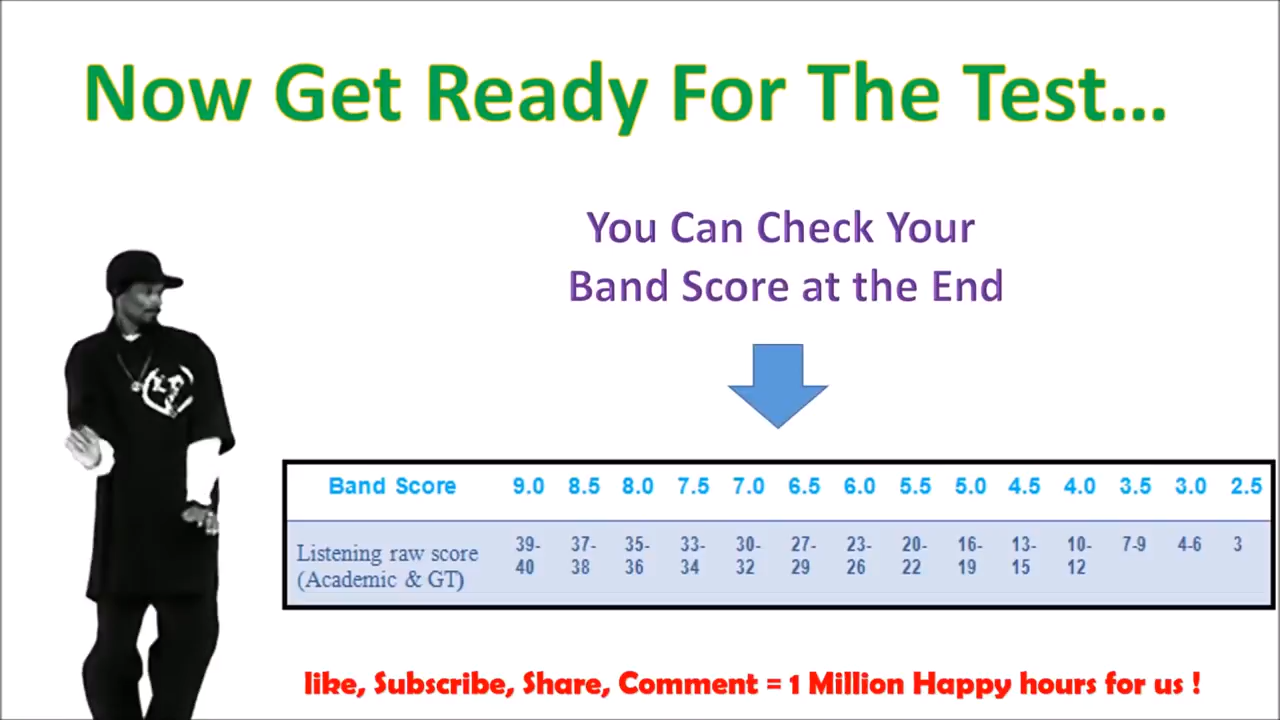 Now Get Ready For The Test...
You Can Check Your
Band Score at the End
Band Score 9.0 8.5 8.0 7.5 7.0 6.5 6.0 5.5 5.0 4.5 4.0 3.5 3.0 2.5
Listening raw score 39- 37- 35- 33- 30- 27- 23- 20- 16- 13- 10- 7-9 4-6 3
(Academic & GT) 40 38 36 34 32 29 26 22 19 15 12
like, Subscribe, Share, Comment = 1 Million Happy hours for us !